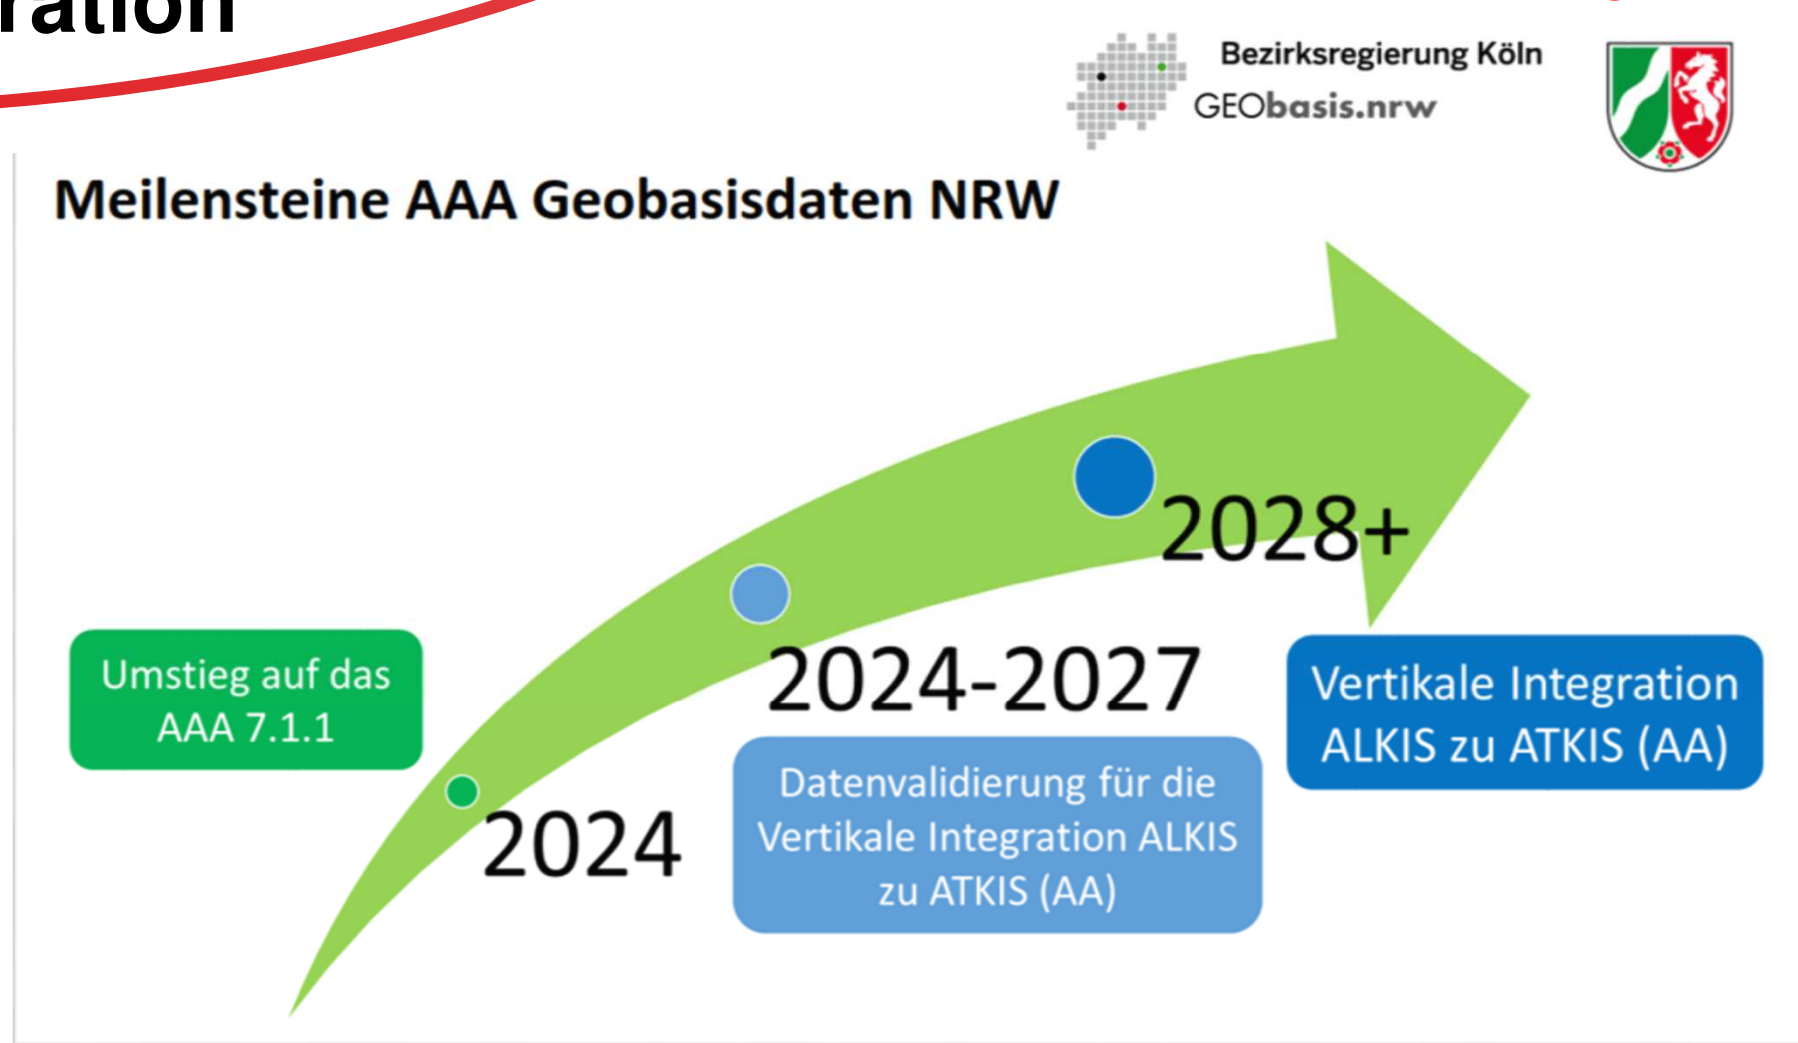 ration
Bezirksregierung Köln
GEObasis.nrw
Meilensteine AAA Geobasisdaten NRW
2028+
Umstieg auf das
AAA 7.1.1
2024-2027
Vertikale Integration
ALKIS zu ATKIS (AA)
Datenvalidierung für die
Vertikale Integration ALKIS
zu ATKIS (AA)
2024